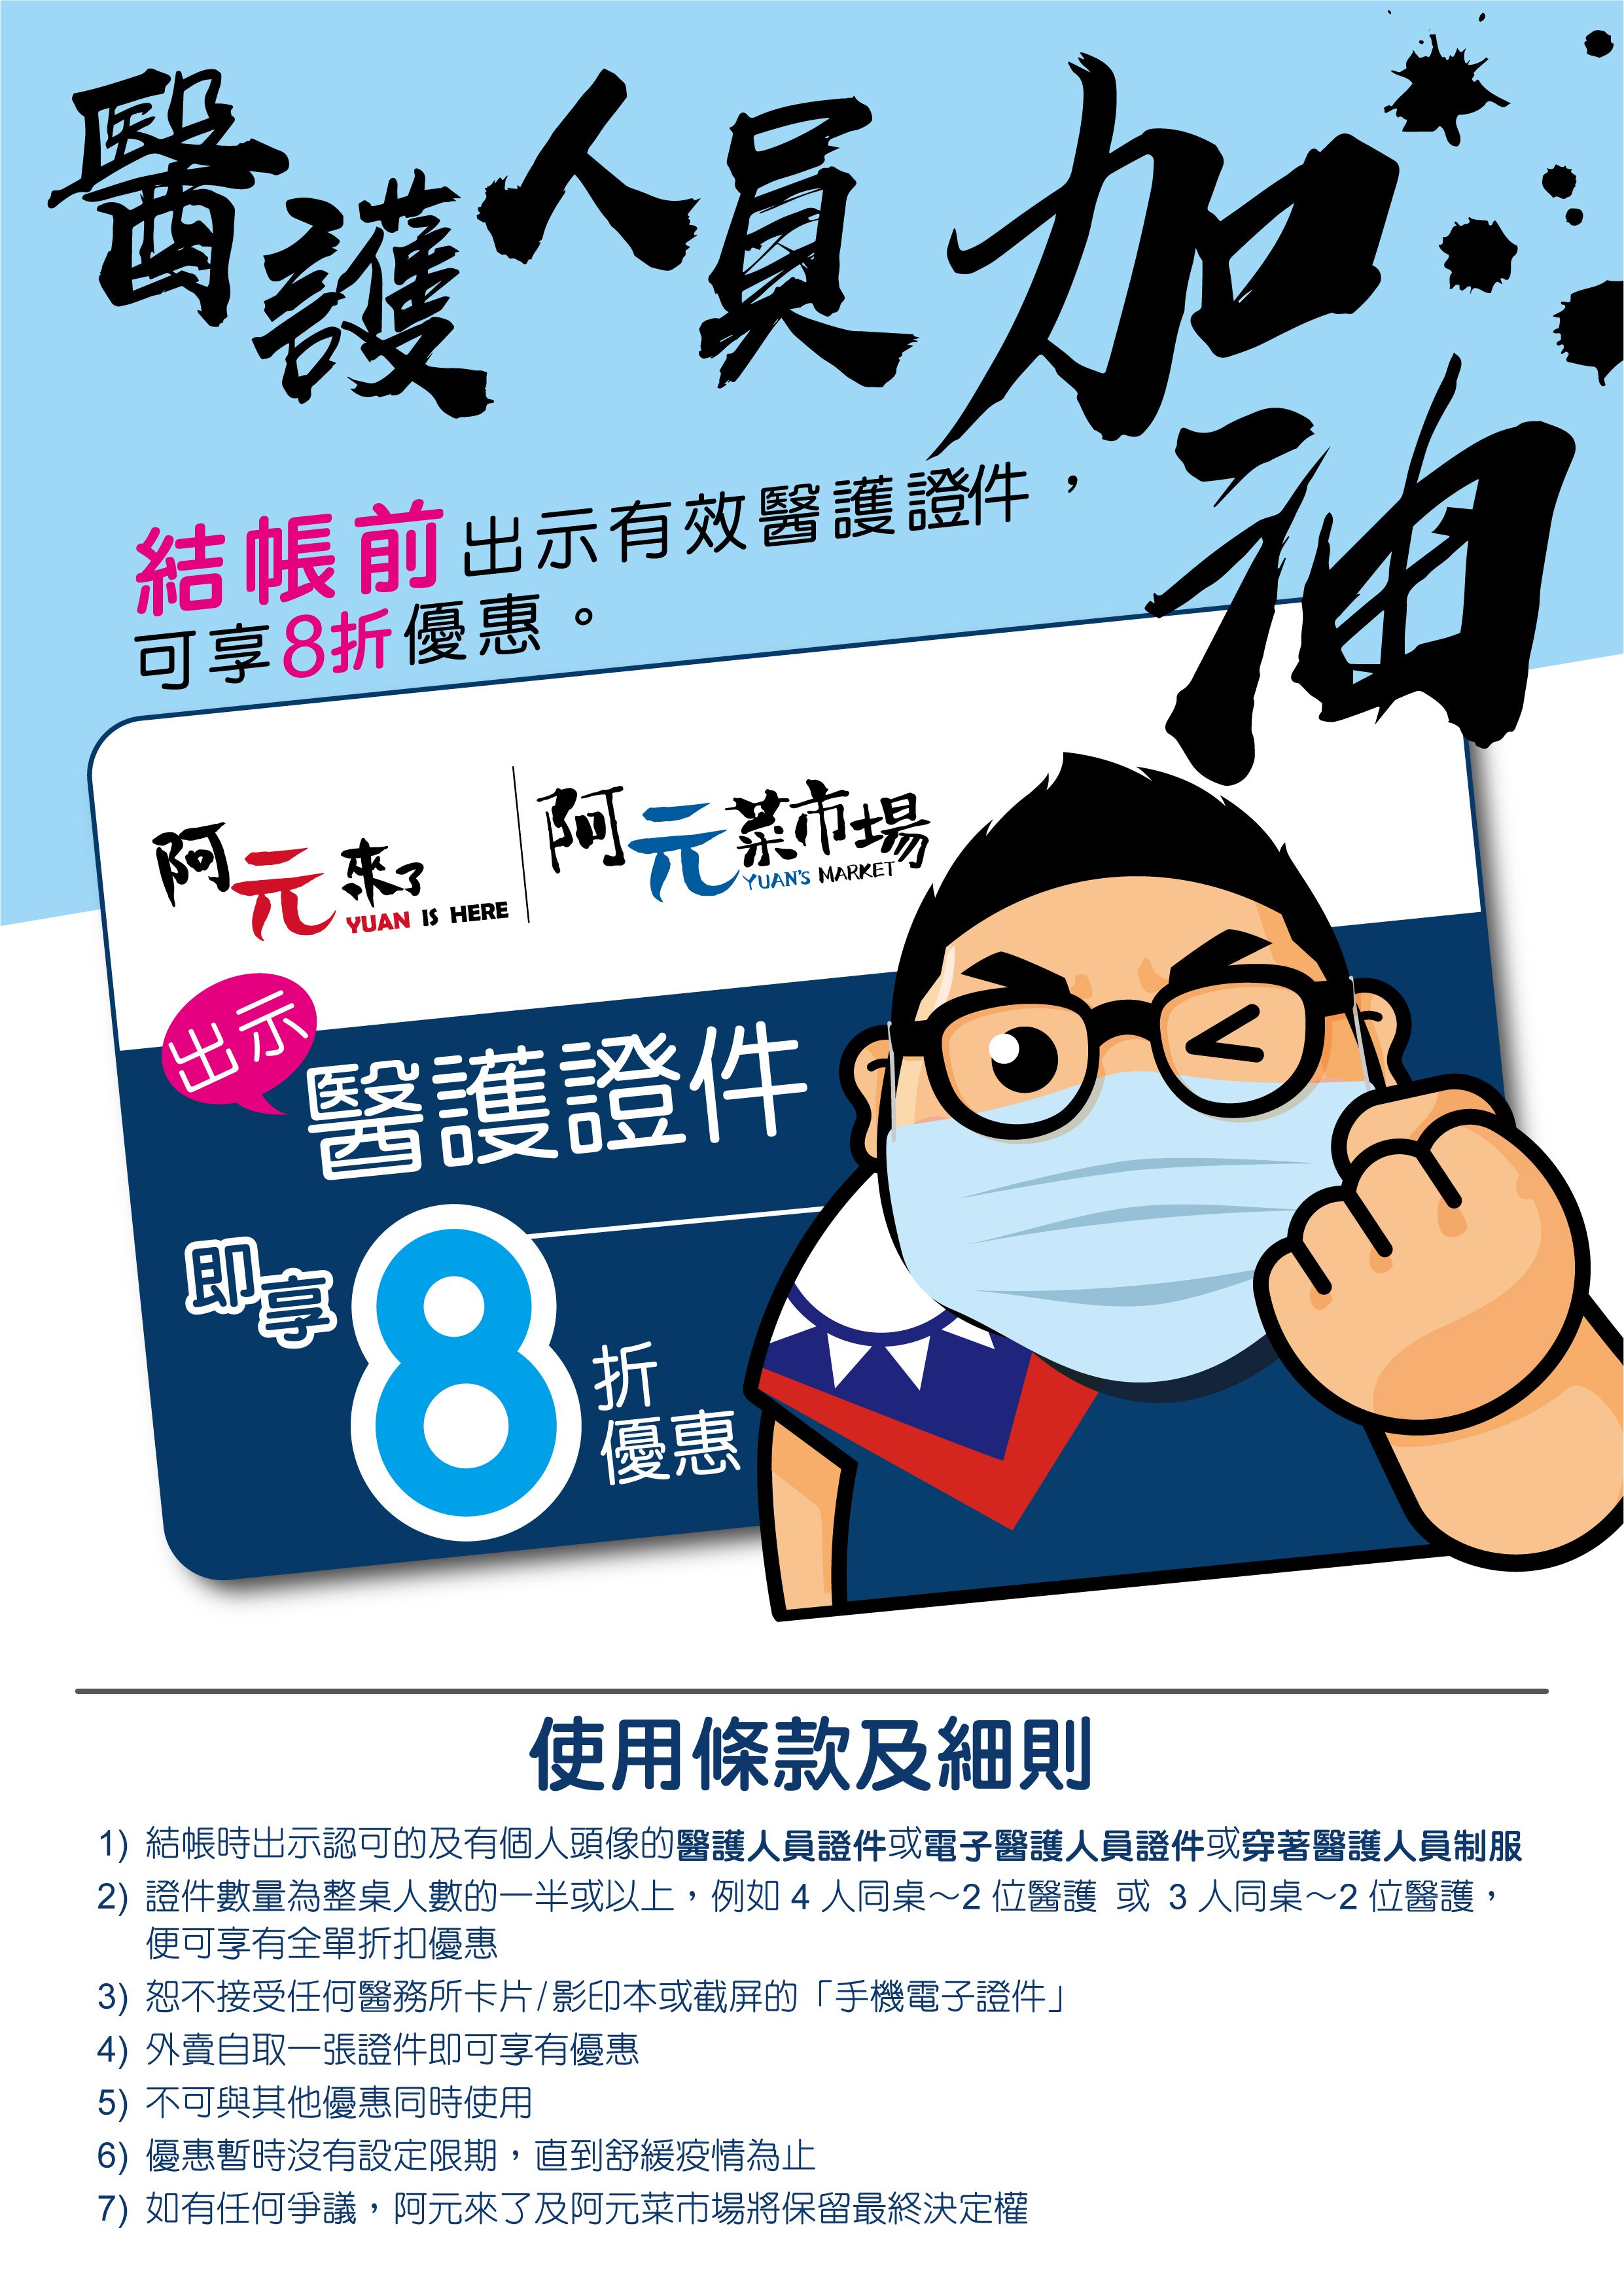 醫護人員加油
結帳前出示有效醫護證件，
可享8折優惠。
阿元來了
YUAN IS HERE
阿元菜市場
YUAN'S MARKET
出示
醫護證件
即享
8
折
優惠
使用條款及細則
1) 結帳時出示認可的及有個人頭像的醫護人員證件或電子醫護人員證件或穿著醫護人員制服
2) 證件數量為整桌人數的一半或以上，例如 4 人同桌～2 位醫護 或 3 人同桌～2 位醫護，
便可享有全單折扣優惠
3) 恕不接受任何醫務所卡片/影印本或截屏的「手機電子證件」
4) 外賣自取一張證件即可享有優惠
5) 不可與其他優惠同時使用
6) 優惠暫時沒有設定限期，直到舒緩疫情為止
7) 如有任何爭議，阿元來了及阿元菜市場將保留最終決定權